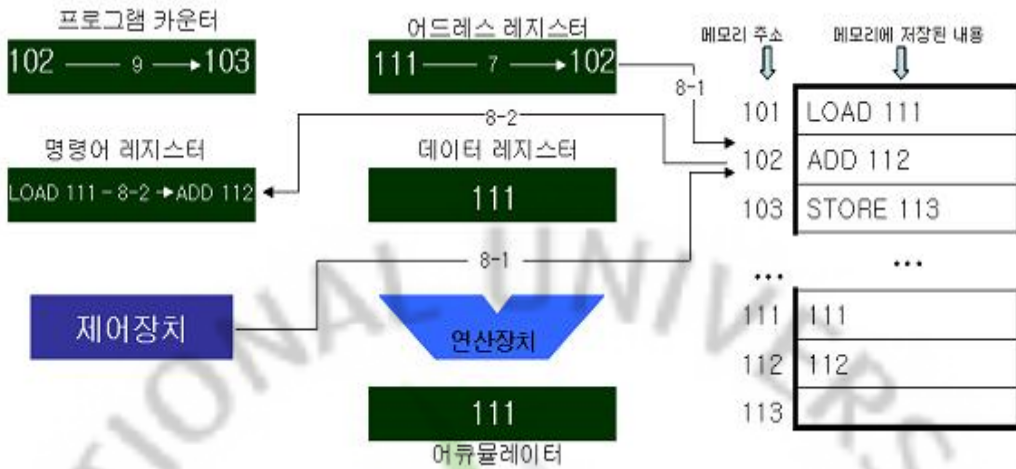 프로그램 카운터
102 9 103
어드레스 레지스터
111 7 102
메모리 주소
메모리에 저장된 내용
8-1
101 LOAD 111
8-2
명령어 레지스터
데이터 레지스터
102 ADD 112
LOAD 111 - 8-2 ADD 112
111
103 STORE 113
8-1
... ...
제어장치
연산장치
111 111
112 112
111
113
어큐뮬레이터
TIONAL UNIVERS